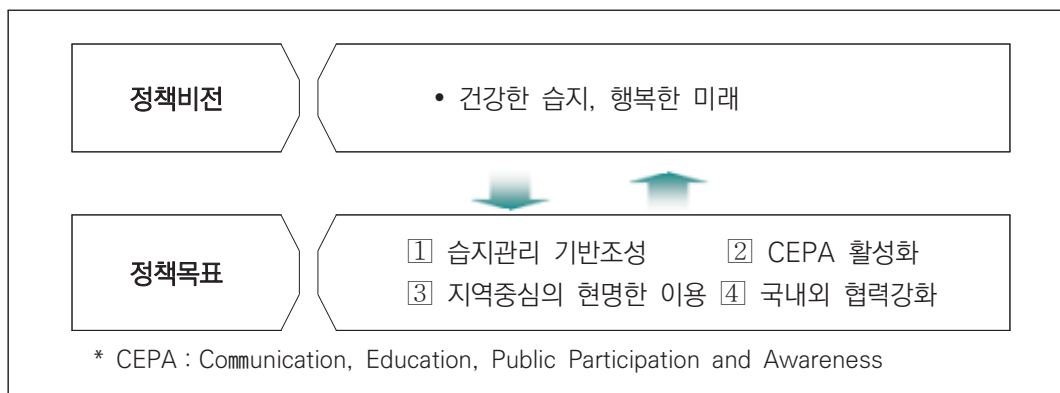 정책비전
• 건강한 습지, 행복한 미래
정책목표
1 습지관리 기반조성 2 CEPA 활성화
3 지역중심의 현명한 이용 4 국내외 협력강화
* CEPA : Communication, Education, Public Participation and Awareness